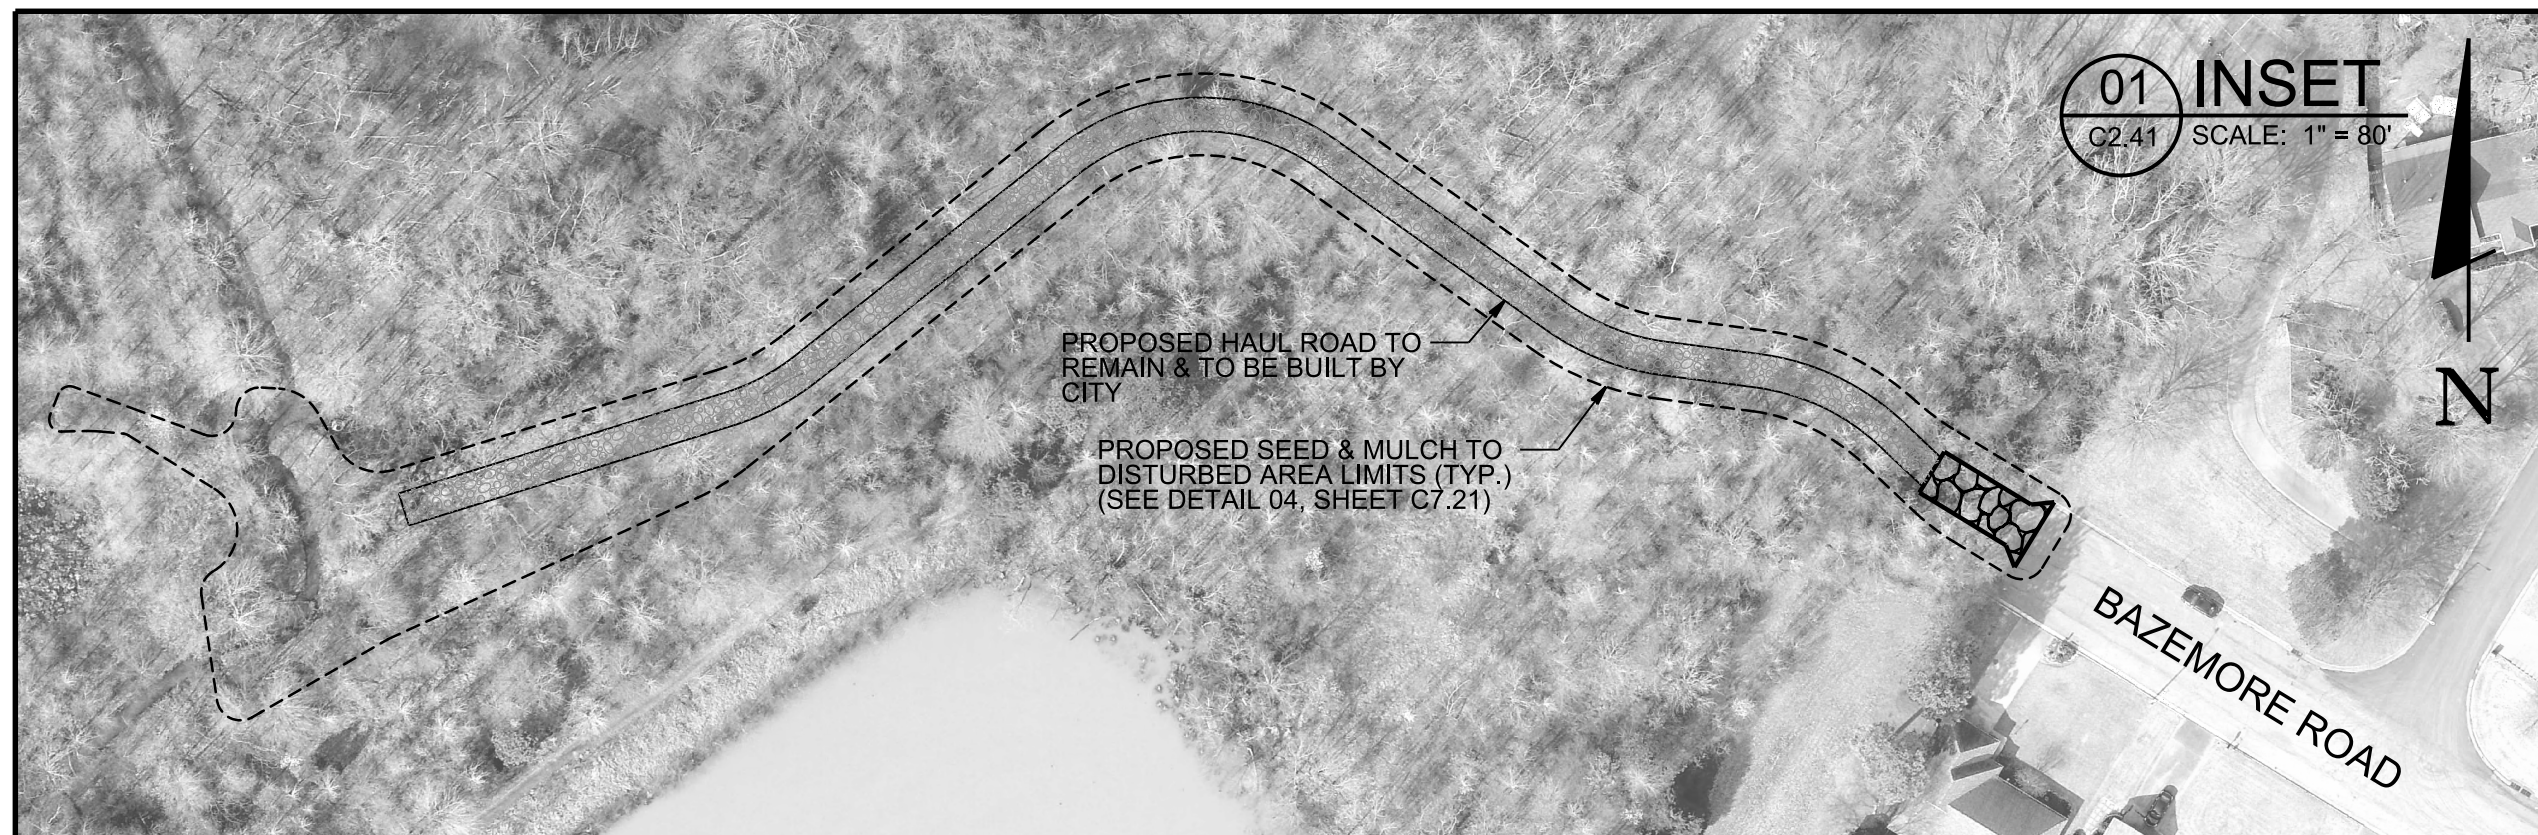 01
INSET
C2.41
SCALE: 1" = 80'
N
PROPOSED HAUL ROAD TO
REMAIN & TO BE BUILT BY
CITY
PROPOSED SEED & MULCH TO
DISTURBED AREA LIMITS (TYP.)
(SEE DETAIL 04, SHEET C7.21)
BAZEMORE ROAD